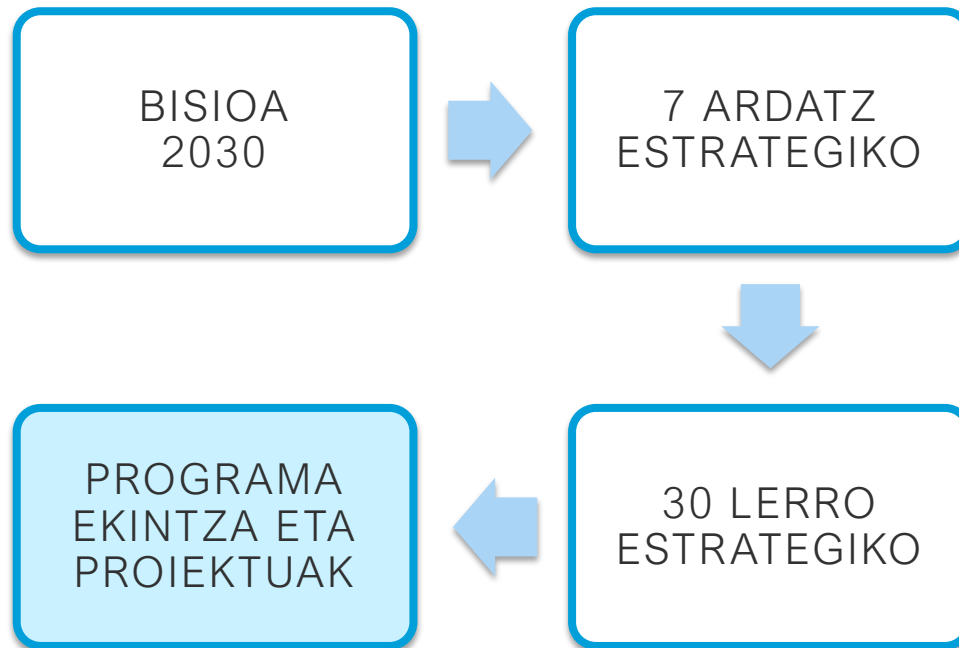 BISIOA
2030
7 ARDATZ
ESTRATEGIKO
30 LERRO
ESTRATEGIKO
PROGRAMA
EKINTZA ETA
PROIEKTUAK